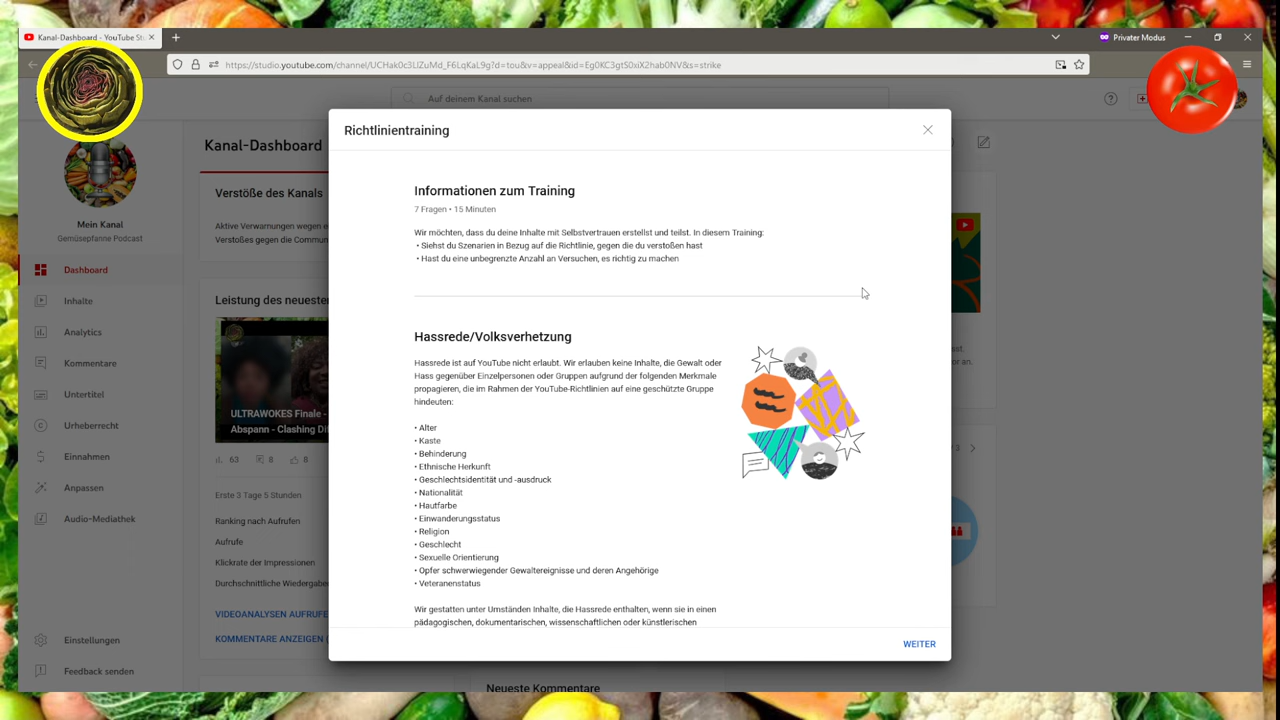 Kanal-Dashboard - YouTube St
Privater Modus
https://studio.youtube.com/channel/UCHak0c3LIZuMd_F6LqKaL9g?d=tou&v=appeal&id=Eg0KC3gtS0xiX2hab0NV&s=strike
Auf deinem Kanal suchen
Mein Kanal
Gemüsepfanne Podcast
Dashboard
Inhalte
Analytics
Kommentare
Untertitel
Urheberrecht
Einnahmen
Anpassen
Audio-Mediathek
Einstellungen
Feedback senden
Kanal-Dashboard
Verstöße des Kanals
Aktive Verwarnungen wegen e
Verstoßes gegen die Commun
Leistung des neuesten
ULTRAWOKES Finale -
Abspann - Clashing Dif
63 8 8
Erste 3 Tage 5 Stunden
Ranking nach Aufrufen
Aufrufe
Klickrate der Impressionen
Durchschnittliche Wiedergabe
VIDEOANALYSEN AUFRUFE
KOMMENTARE ANZEIGEN (
Richtlinientraining
Informationen zum Training
7 Fragen • 15 Minuten
Wir möchten, dass du deine Inhalte mit Selbstvertrauen erstellst und teilst. In diesem Training:
• Siehst du Szenarien in Bezug auf die Richtlinie, gegen die du verstoßen hast
• Hast du eine unbegrenzte Anzahl an Versuchen, es richtig zu machen
Hassrede/Volksverhetzung
Hassrede ist auf YouTube nicht erlaubt. Wir erlauben keine Inhalte, die Gewalt oder
Hass gegenüber Einzelpersonen oder Gruppen aufgrund der folgenden Merkmale
propagieren, die im Rahmen der YouTube-Richtlinien auf eine geschützte Gruppe
hindeuten:
• Alter
• Kaste
• Behinderung
• Ethnische Herkunft
• Geschlechtsidentität und -ausdruck
• Nationalität
• Hautfarbe
• Einwanderungsstatus
• Religion
• Geschlecht
• Sexuelle Orientierung
• Opfer schwerwiegender Gewaltereignisse und deren Angehörige
• Veteranenstatus
Wir gestatten unter Umständen Inhalte, die Hassrede enthalten, wenn sie in einen
pädagogischen, dokumentarischen, wissenschaftlichen oder künstlerischen
WEITER
Neueste Kommentare
ist.
or an.
3